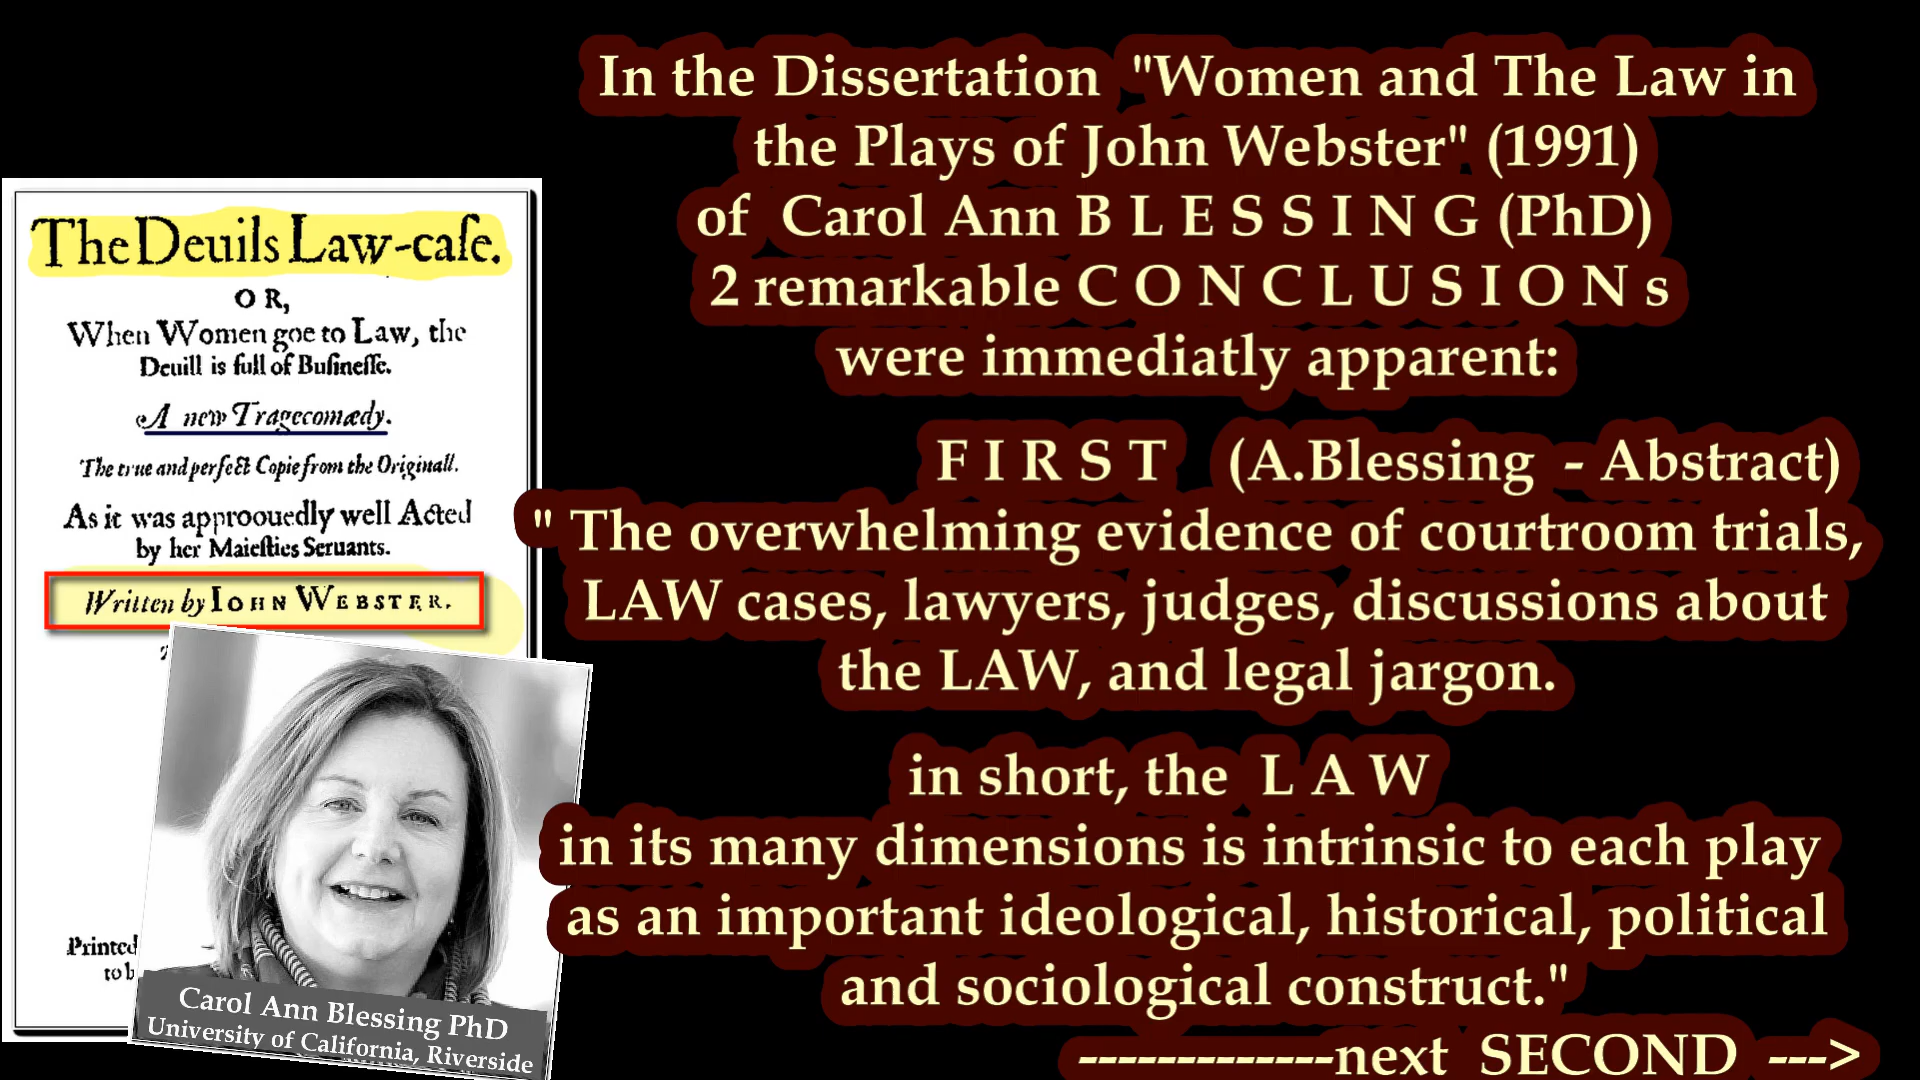 In the Dissertation "Women and The Law in
the Plays of John Webster" (1991)
of Carol Ann B L E S S I N G (PhD)
2 remarkable C O N C L U S I O N s
were immediatly apparent:
F I R S T (A.Blessing - Abstract)
" The overwhelming evidence of courtroom trials,
LAW cases, lawyers, judges, discussions about
the LAW, and legal jargon.
in short, the L A W
in its many dimensions is intrinsic to each play
as an important ideological, historical, political
and sociological construct."
-------------next SECOND --->
The Deuils Law-caſe.
O R,
When Women goe to Law, the
Deuill is full of Buſineſſe.
A new Tragecomædy.
The true and perfect Copie from the Originall.
As it was approouedly well Acted
by her Maieſties Seruants.
Written by IOHN WEBSTER.
Printed
to b
Carol Ann Blessing PhD
University of California, Riverside